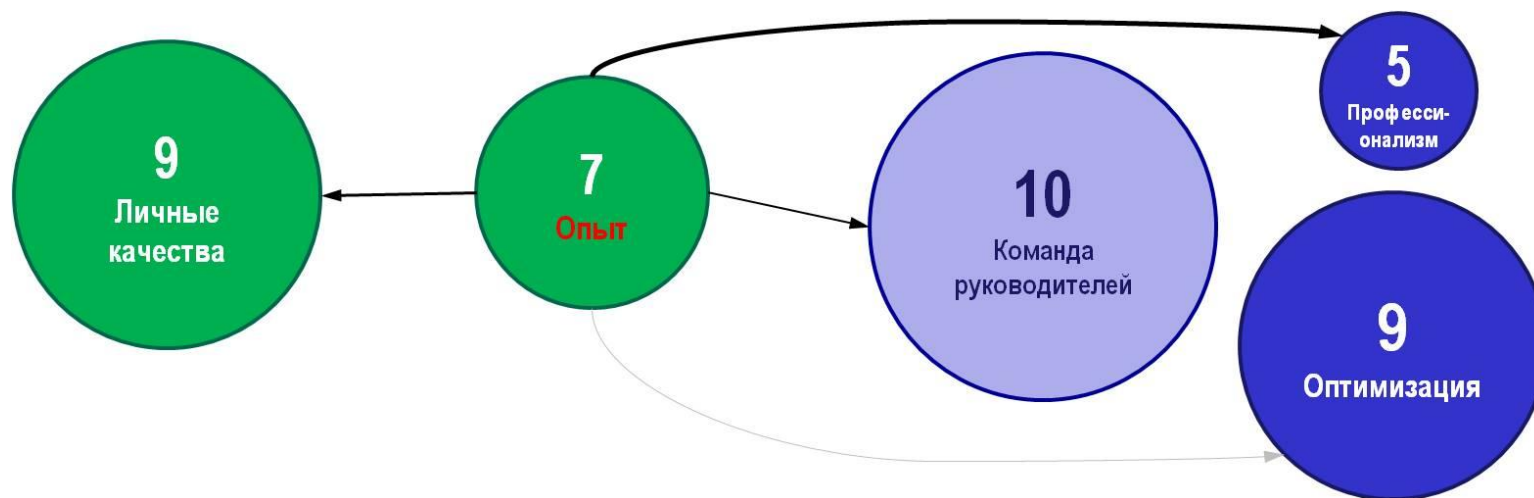 9
Личные
качества
7
Опыт
10
Команда
руководителей
5
Професси-
онализм
9
Оптимизация